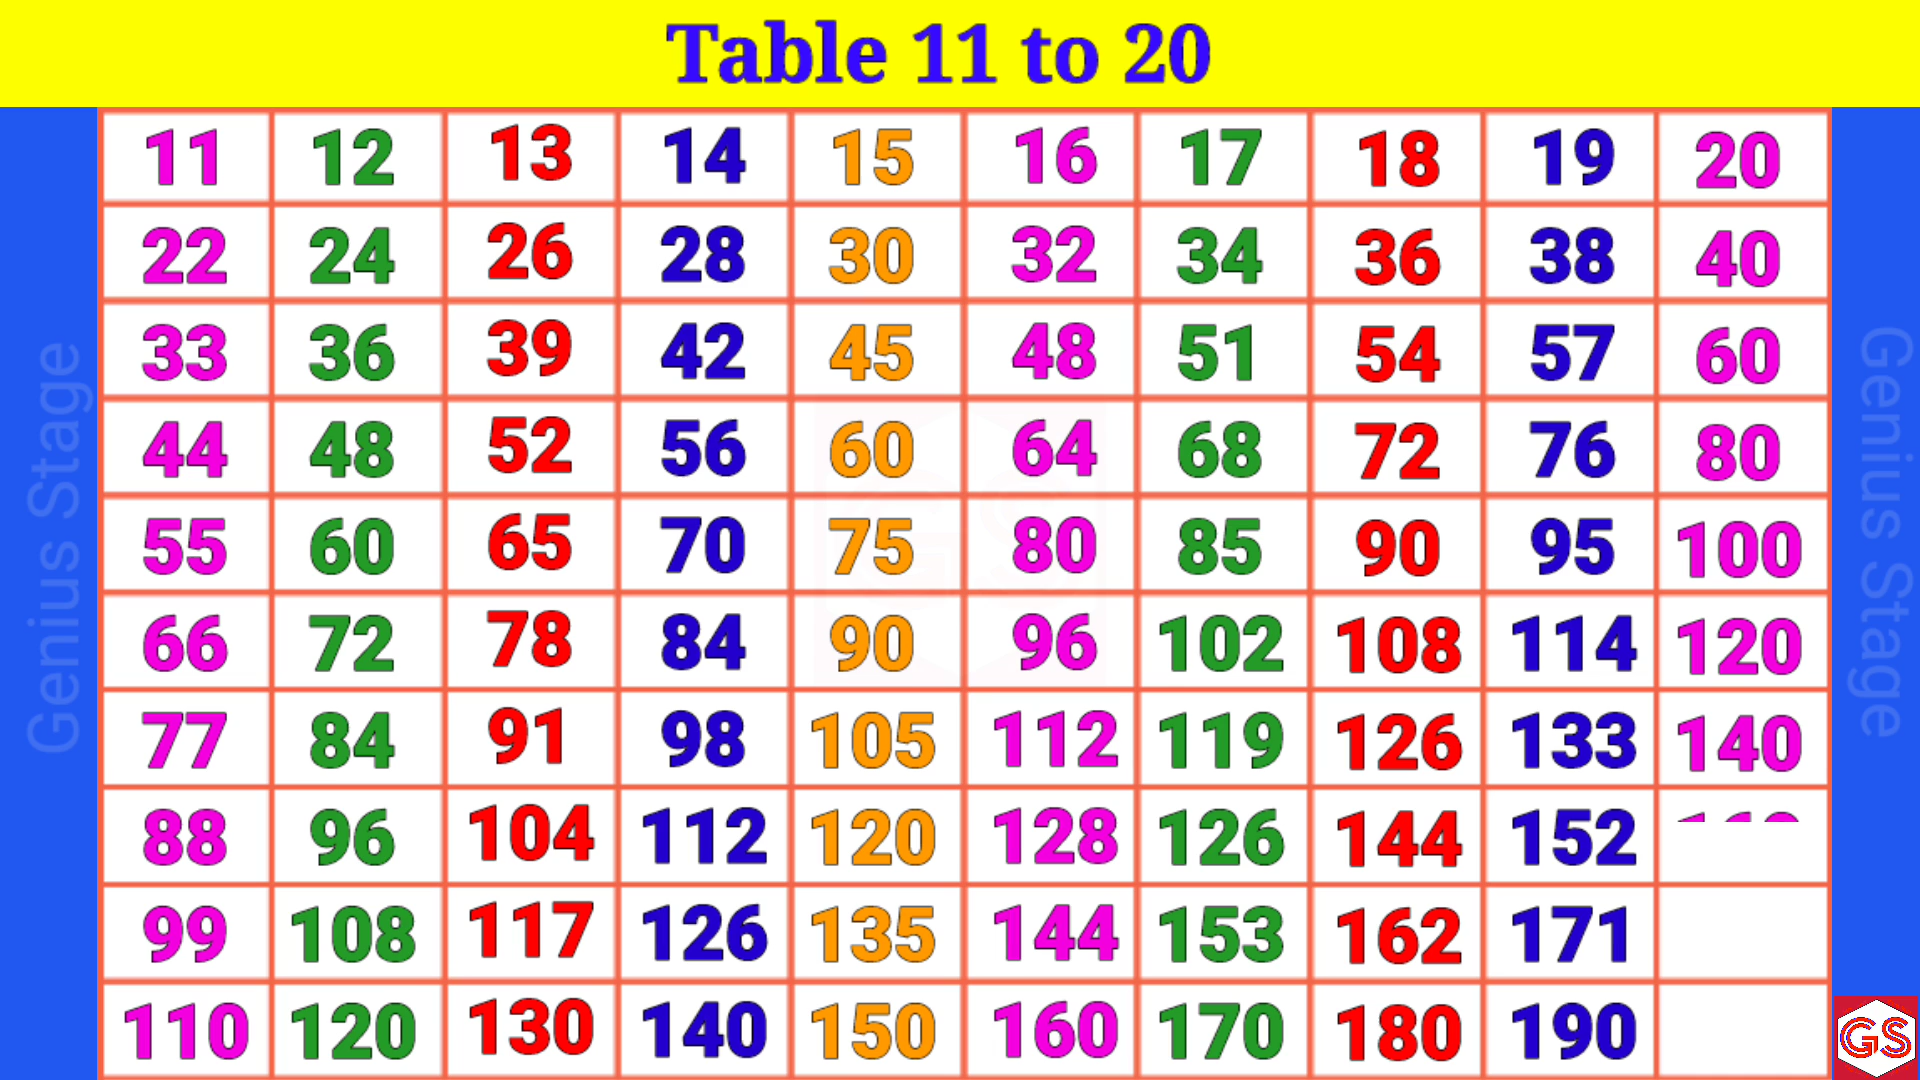 Table 11 to 20
11 12 13 14 15 16 17 18 19 20
22 24 26 28 30 32 34 36 38 40
33 36 39 42 45 48 51 54 57 60
44 48 52 56 60 64 68 72 76 80
55 60 65 70 75 80 85 90 95 100
66 72 78 84 90 96 102 108 114 120
77 84 91 98 105 112 119 126 133 140
88 96 104 112 120 128 126 144 152
99 108 117 126 135 144 153 162 171
110 120 130 140 150 160 170 180 190
Genius Stage
Genius Stage
GS